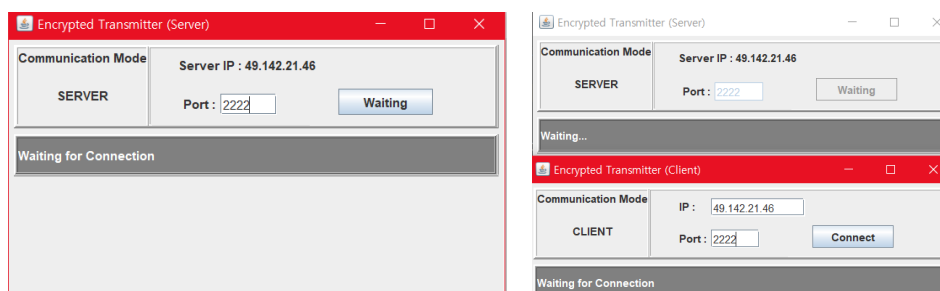 Encrypted Transmitter (Server)
Communication Mode
SERVER
Server IP : 49.142.21.46
Port : 2222
Waiting
Waiting for Connection
Encrypted Transmitter (Server)
Communication Mode
SERVER
Server IP : 49.142.21.46
Port : 2222
Waiting
Waiting...
Encrypted Transmitter (Client)
Communication Mode
CLIENT
IP : 49.142.21.46
Port : 2222
Connect
Waiting for Connection